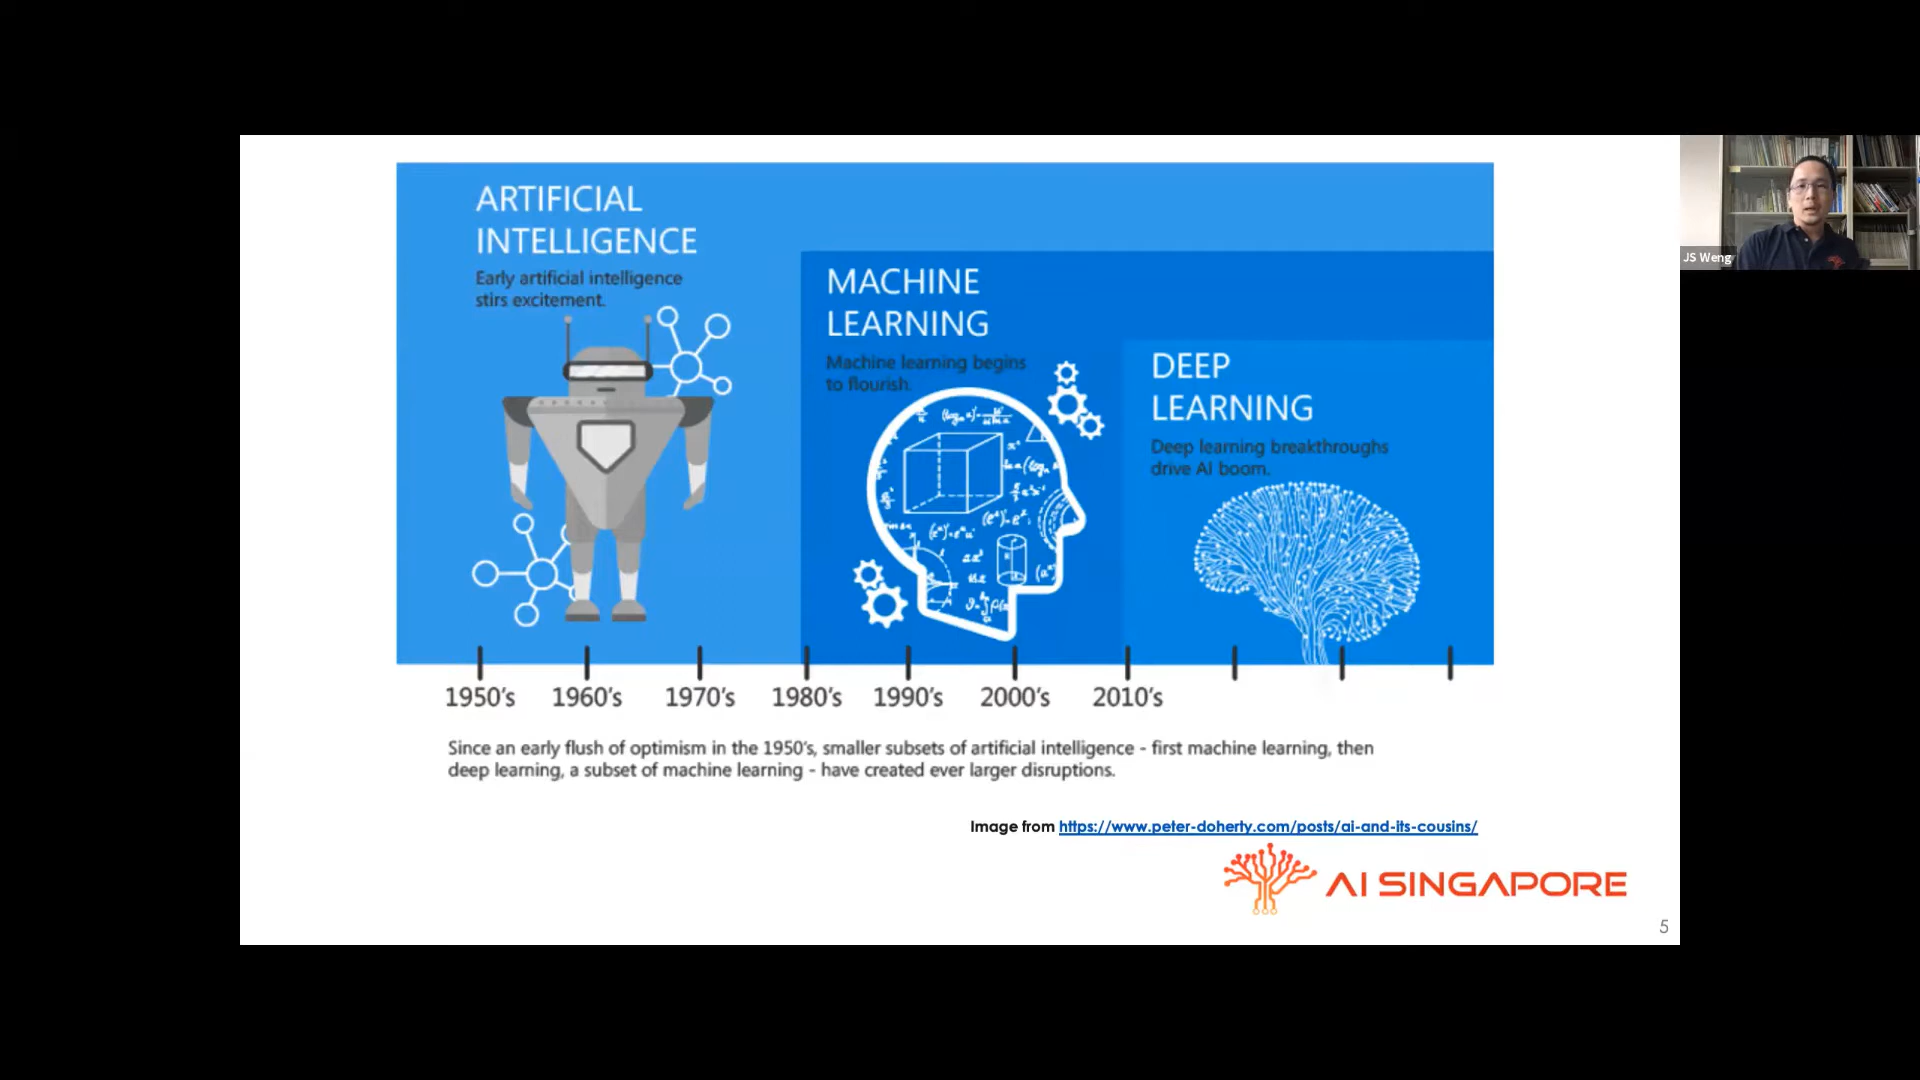 ARTIFICIAL
INTELLIGENCE
Early artificial intelligence
stirs excitement.
MACHINE
LEARNING
Machine learning begins
to flourish.
DEEP
LEARNING
Deep learning breakthroughs
drive AI boom.
1950's 1960's 1970's 1980's 1990's 2000's 2010's
Since an early flush of optimism in the 1950's, smaller subsets of artificial intelligence - first machine learning, then
deep learning, a subset of machine learning - have created ever larger disruptions.
Image from https://www.peter-doherty.com/posts/ai-and-its-cousins/
AI SINGAPORE
5
JS Weng